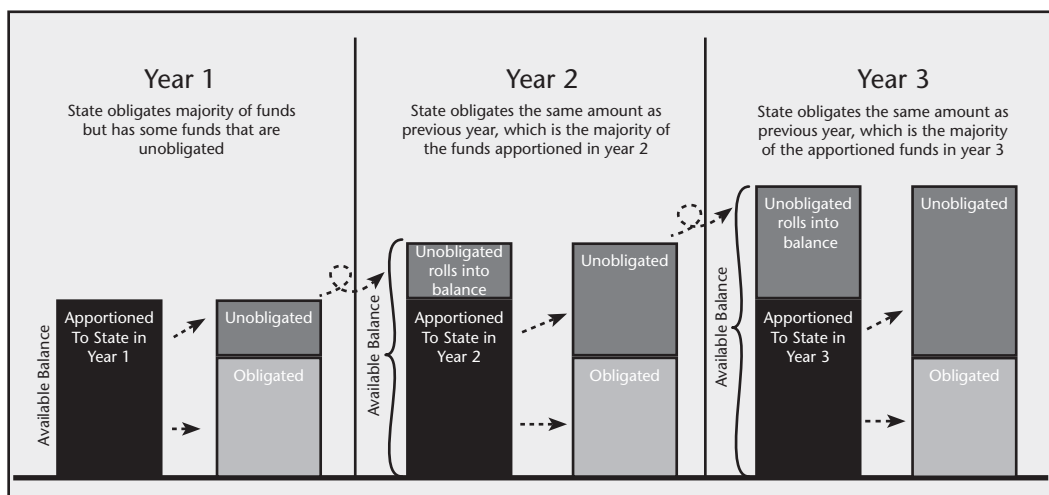 Year 1
State obligates majority of funds
but has some funds that are
unobligated
Available Balance
Apportioned
To State in
Year 1
Unobligated
Obligated
Year 2
State obligates the same amount as
previous year, which is the majority of
the funds apportioned in year 2
Available Balance
Unobligated
rolls into
balance
Apportioned
To State in
Year 2
Unobligated
Obligated
Year 3
State obligates the same amount as
previous year, which is the majority
of the apportioned funds in year 3
Available Balance
Unobligated
rolls into
balance
Apportioned
To State in
Year 3
Unobligated
Obligated